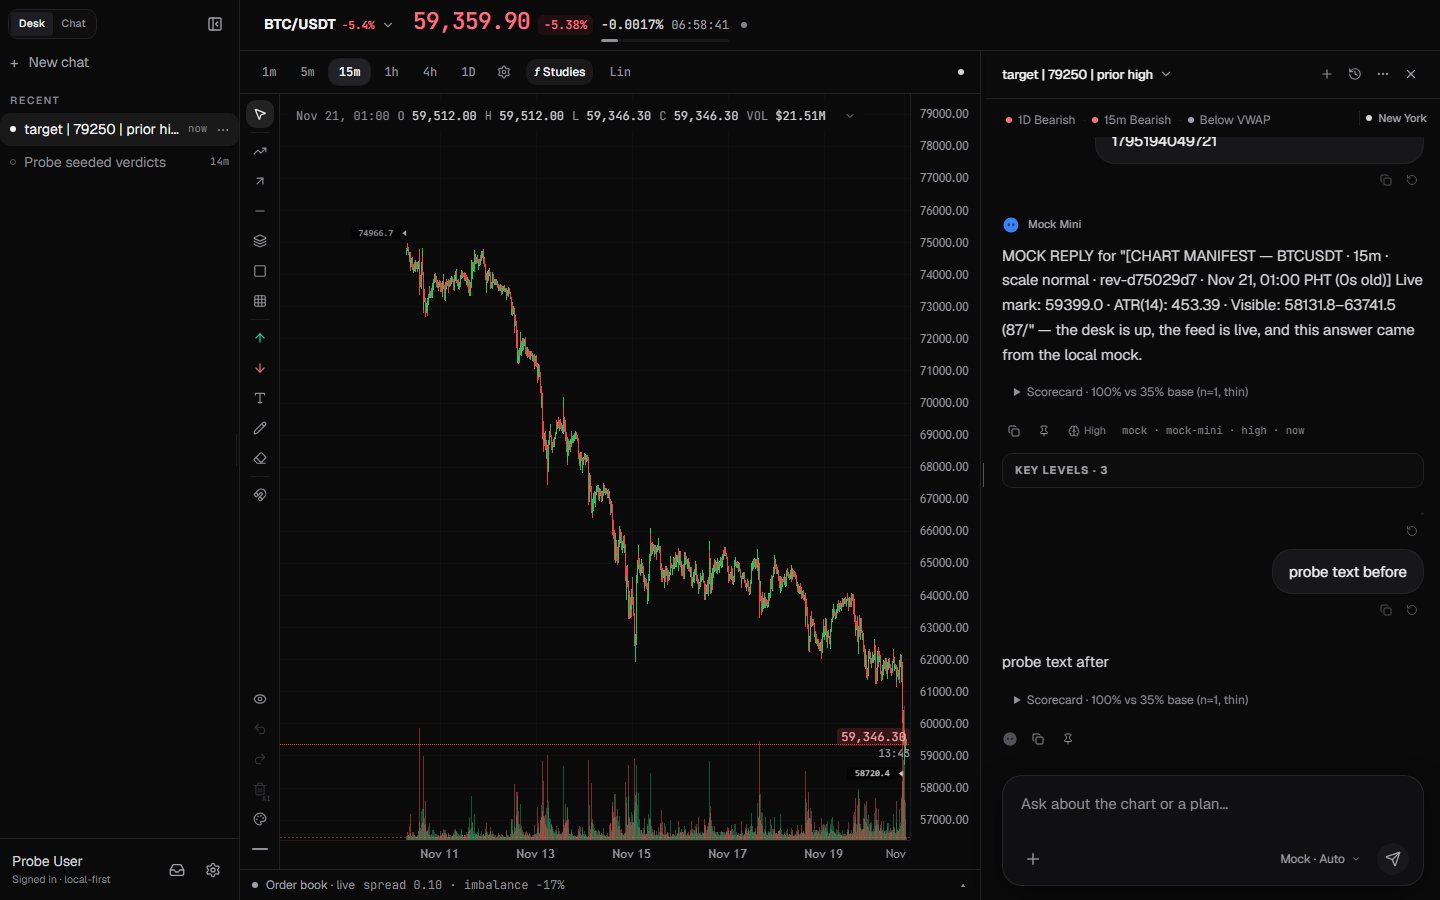 Desk Chat
+ New chat
RECENT
target | 79250 | prior hi... now ...
Probe seeded verdicts 14m
Probe User
Signed in · local-first
BTC/USDT -5.4%
59,359.90 -5.38% -0.0017% 06:58:41
1m 5m 15m 1h 4h 1D f Studies Lin
Nov 21, 01:00 O 59,512.00 H 59,512.00 L 59,346.30 C 59,346.30 VOL $21.51M
79000.00
78000.00
77000.00
76000.00
75000.00
74000.00
73000.00
72000.00
71000.00
70000.00
69000.00
68000.00
67000.00
66000.00
65000.00
64000.00
63000.00
62000.00
61000.00
60000.00
59000.00
58000.00
57000.00
74966.7
59,346.30
13:43
58720.4
Nov 11 Nov 13 Nov 15 Nov 17 Nov 19 Nov
Order book · live spread 0.10 · imbalance -17%
target | 79250 | prior high
1D Bearish 15m Bearish Below VWAP New York
1795194049721
Mock Mini
MOCK REPLY for "[CHART MANIFEST — BTCUSDT · 15m ·
scale normal · rev-d75029d7 · Nov 21, 01:00 PHT (0s old)] Live
mark: 59399.0 · ATR(14): 453.39 · Visible: 58131.8–63741.5
(87/" — the desk is up, the feed is live, and this answer came
from the local mock.
Scorecard · 100% vs 35% base (n=1, thin)
High mock · mock-mini · high · now
KEY LEVELS · 3
probe text before
probe text after
Scorecard · 100% vs 35% base (n=1, thin)
Ask about the chart or a plan...
Mock · Auto